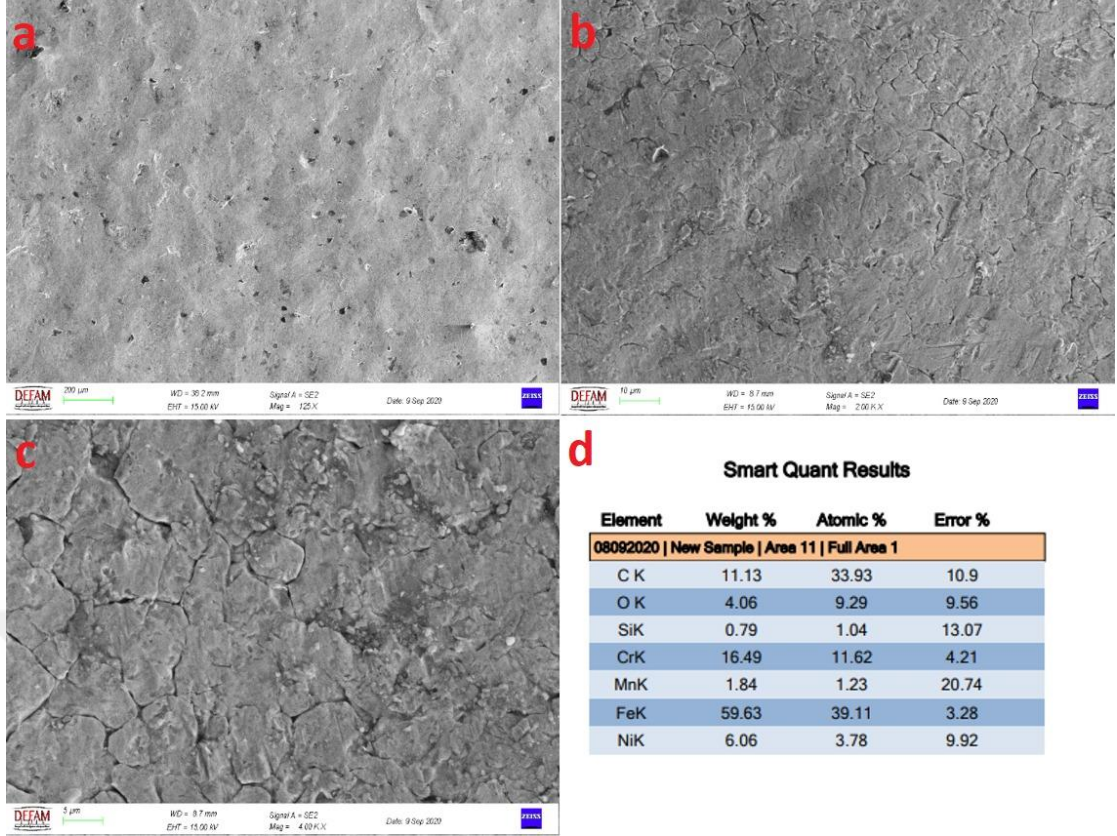 a
DEFAM
200 µm
WD = 38.2 mm
EHT = 15.00 kV
Signal A = SE2
Mag = 125 X
Date: 9 Sep 2020
ZEISS
b
DEFAM
10 µm
WD = 8.7 mm
EHT = 15.00 kV
Signal A = SE2
Mag = 2.00 K X
Date: 9 Sep 2020
ZEISS
c
DEFAM
5 µm
WD = 8.7 mm
EHT = 15.00 kV
Signal A = SE2
Mag = 4.00 K X
Date: 9 Sep 2020
ZEISS
d
Smart Quant Results
Element Weight % Atomic % Error %
08092020 | New Sample | Area 11 | Full Area 1
C K 11.13 33.93 10.9
O K 4.06 9.29 9.56
SiK 0.79 1.04 13.07
CrK 16.49 11.62 4.21
MnK 1.84 1.23 20.74
FeK 59.63 39.11 3.28
NiK 6.06 3.78 9.92